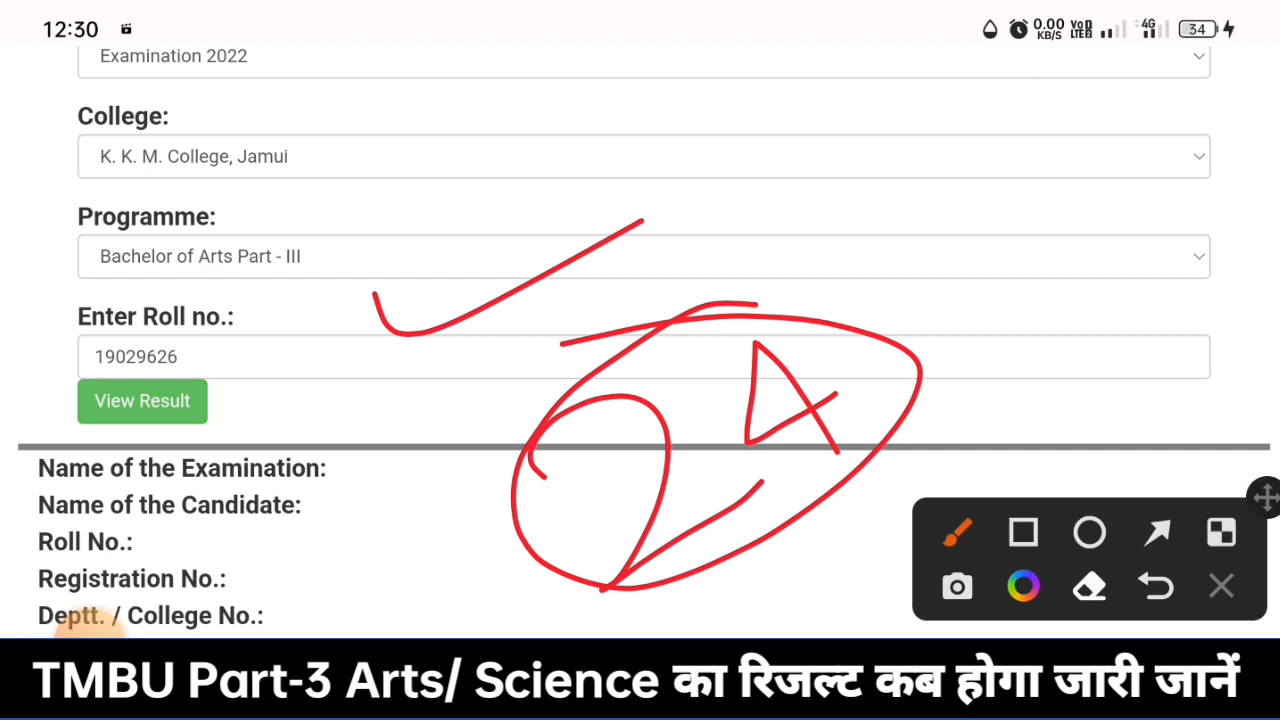 12:30 0.00 KB/S VoD LTE2 4G 34
Examination 2022
College:
K. K. M. College, Jamui
Programme:
Bachelor of Arts Part - III
Enter Roll no.:
19029626
View Result
24
Name of the Examination:
Name of the Candidate:
Roll No.:
Registration No.:
Deptt. / College No.:
TMBU Part-3 Arts/ Science का रिजल्ट कब होगा जारी जानें